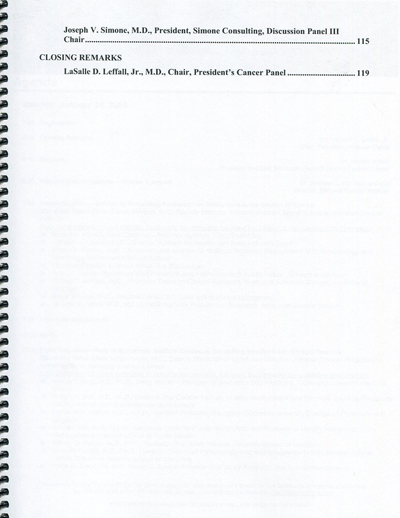 Joseph V. Simone, M.D., President, Simone Consulting, Discussion Panel III
Chair.......................................................................................................................... 115
CLOSING REMARKS
LaSalle D. Leffall, Jr., M.D., Chair, President's Cancer Panel ................................ 119